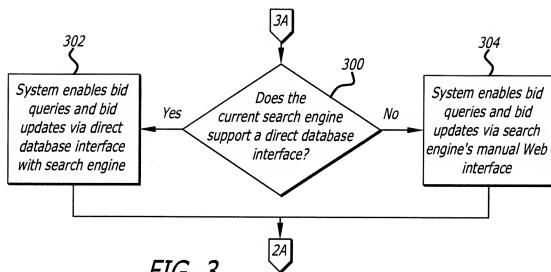 3A
302
300
304
System enables bid
queries and bid
updates via direct
database interface
with search engine
Yes
Does the
current search engine
support a direct database
interface?
No
System enables bid
queries and bid
updates via search
engine's manual Web
interface
2A
FIG. 3